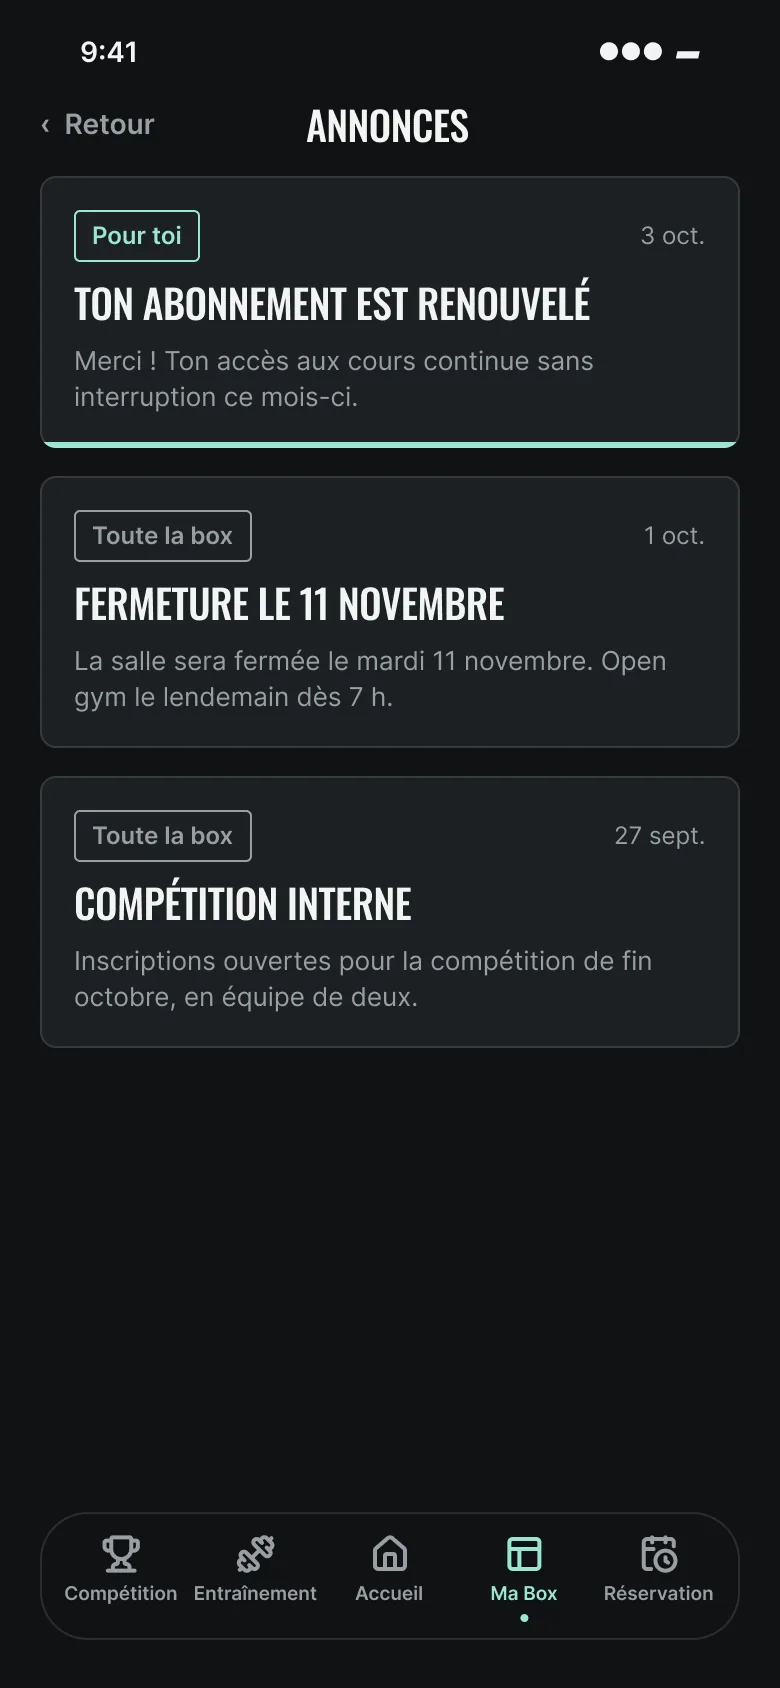 9:41
‹ Retour
ANNONCES
Pour toi
3 oct.
TON ABONNEMENT EST RENOUVELÉ
Merci ! Ton accès aux cours continue sans
interruption ce mois-ci.
Toute la box
1 oct.
FERMETURE LE 11 NOVEMBRE
La salle sera fermée le mardi 11 novembre. Open
gym le lendemain dès 7 h.
Toute la box
27 sept.
COMPÉTITION INTERNE
Inscriptions ouvertes pour la compétition de fin
octobre, en équipe de deux.
Compétition
Entraînement
Accueil
Ma Box
Réservation